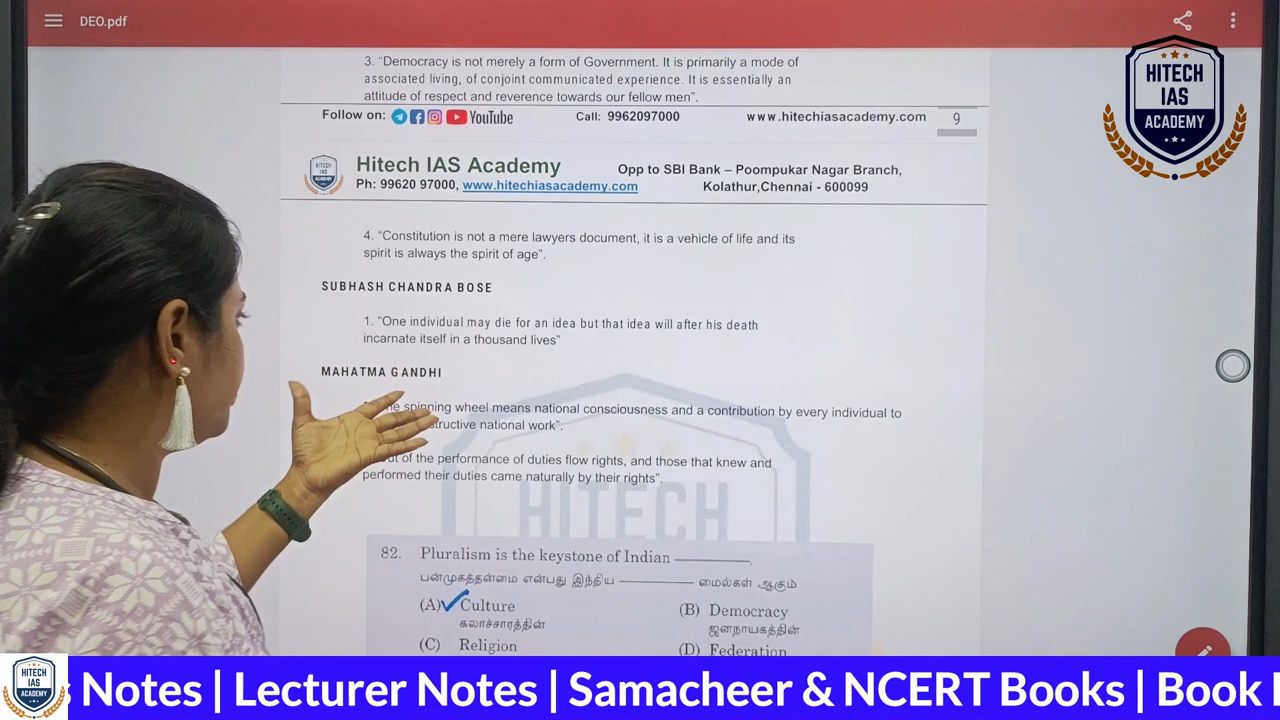 DEO.pdf
HITECH
IAS
ACADEMY
3. “Democracy is not merely a form of Government. It is primarily a mode of
associated living, of conjoint communicated experience. It is essentially an
attitude of respect and reverence towards our fellow men”.
Follow on: YouTube Call: 9962097000 www.hitechiasacademy.com 9
HITECH
IAS
ACADEMY
Hitech IAS Academy
Ph: 99620 97000, www.hitechiasacademy.com
Opp to SBI Bank – Poompukar Nagar Branch,
Kolathur,Chennai - 600099
4. “Constitution is not a mere lawyers document, it is a vehicle of life and its
spirit is always the spirit of age”.
SUBHASH CHANDRA BOSE
1. “One individual may die for an idea but that idea will after his death
incarnate itself in a thousand lives”
MAHATMA GANDHI
spinning wheel means national consciousness and a contribution by every individual to
national work”.
of the performance of duties flow rights, and those that knew and
performed their duties came naturally by their rights”.
HITECH
82. Pluralism is the keystone of Indian ————.
பன்முகத்தன்மை என்பது இந்திய ———— மைல்கள் ஆகும்
(A) Culture (B) Democracy
கலாச்சாரத்தின் ஜனநாயகத்தின்
(C) Religion (D) Federation
HITECH
IAS
ACADEMY
s Notes | Lecturer Notes | Samacheer & NCERT Books | Book